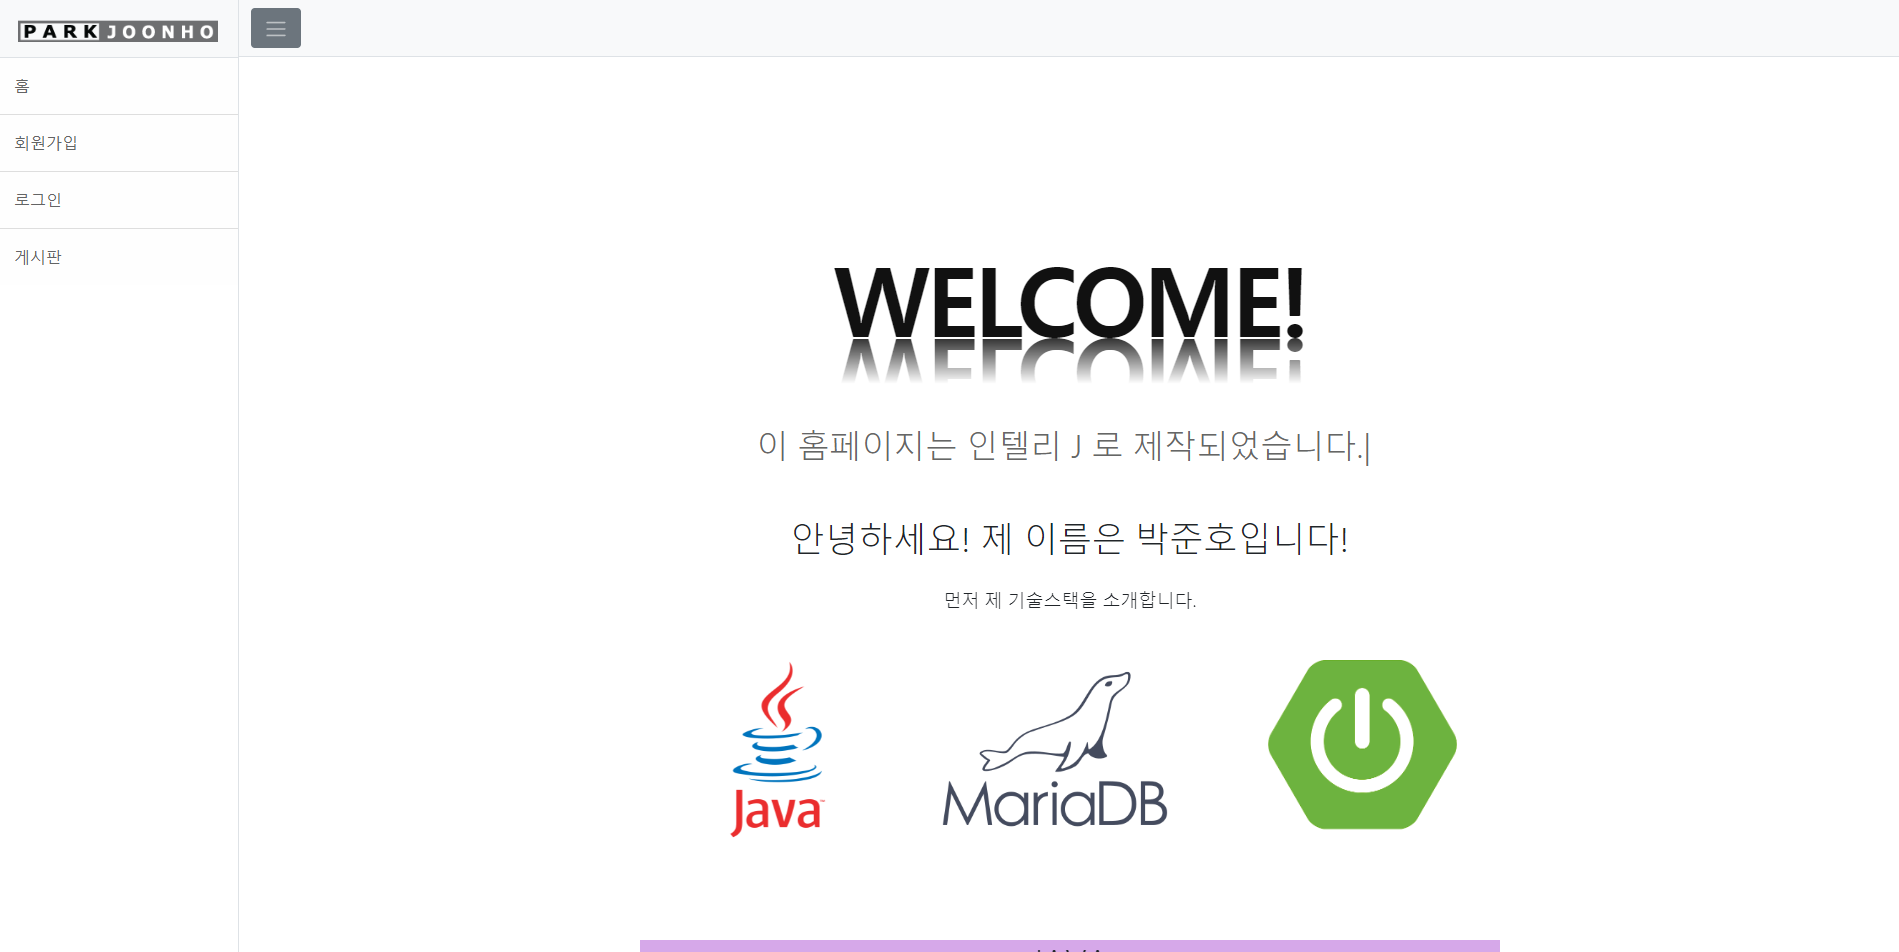 PARK JOONHO
홈
회원가입
로그인
게시판
WELCOME!
이 홈페이지는 인텔리 J 로 제작되었습니다.|
안녕하세요! 제 이름은 박준호입니다!
먼저 제 기술스택을 소개합니다.
Java™
MariaDB